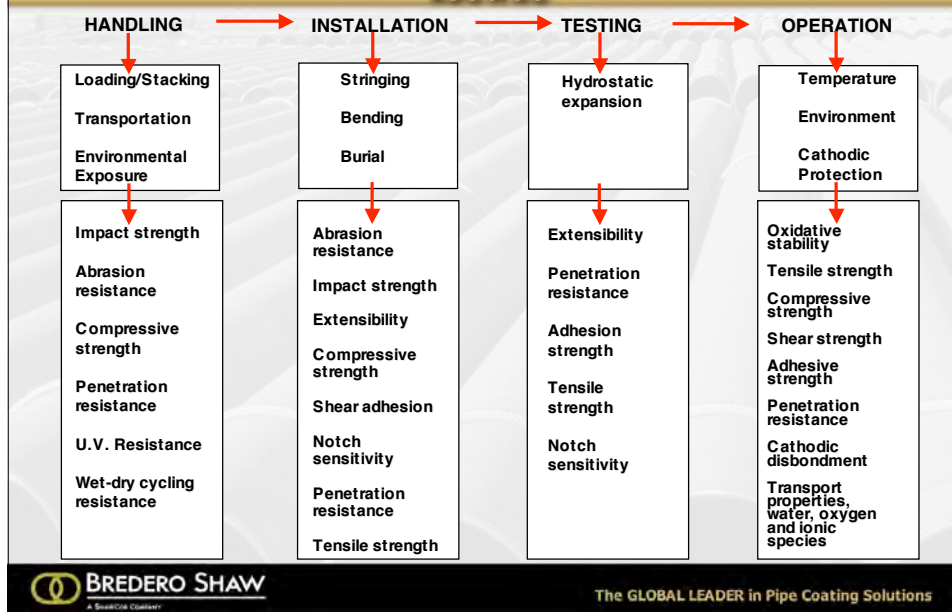 HANDLING
INSTALLATION
TESTING
OPERATION
Loading/Stacking
Transportation
Environmental
Exposure
Stringing
Bending
Burial
Hydrostatic
expansion
Temperature
Environment
Cathodic
Protection
Impact strength
Abrasion
resistance
Compressive
strength
Penetration
resistance
U.V. Resistance
Wet-dry cycling
resistance
Abrasion
resistance
Impact strength
Extensibility
Compressive
strength
Shear adhesion
Notch
sensitivity
Penetration
resistance
Tensile strength
Extensibility
Penetration
resistance
Adhesion
strength
Tensile
strength
Notch
sensitivity
Oxidative
stability
Tensile strength
Compressive
strength
Shear strength
Adhesive
strength
Penetration
resistance
Cathodic
disbondment
Transport
properties,
water, oxygen
and ionic
species
BREDERO SHAW
A SHAWCOR COMPANY
The GLOBAL LEADER in Pipe Coating Solutions